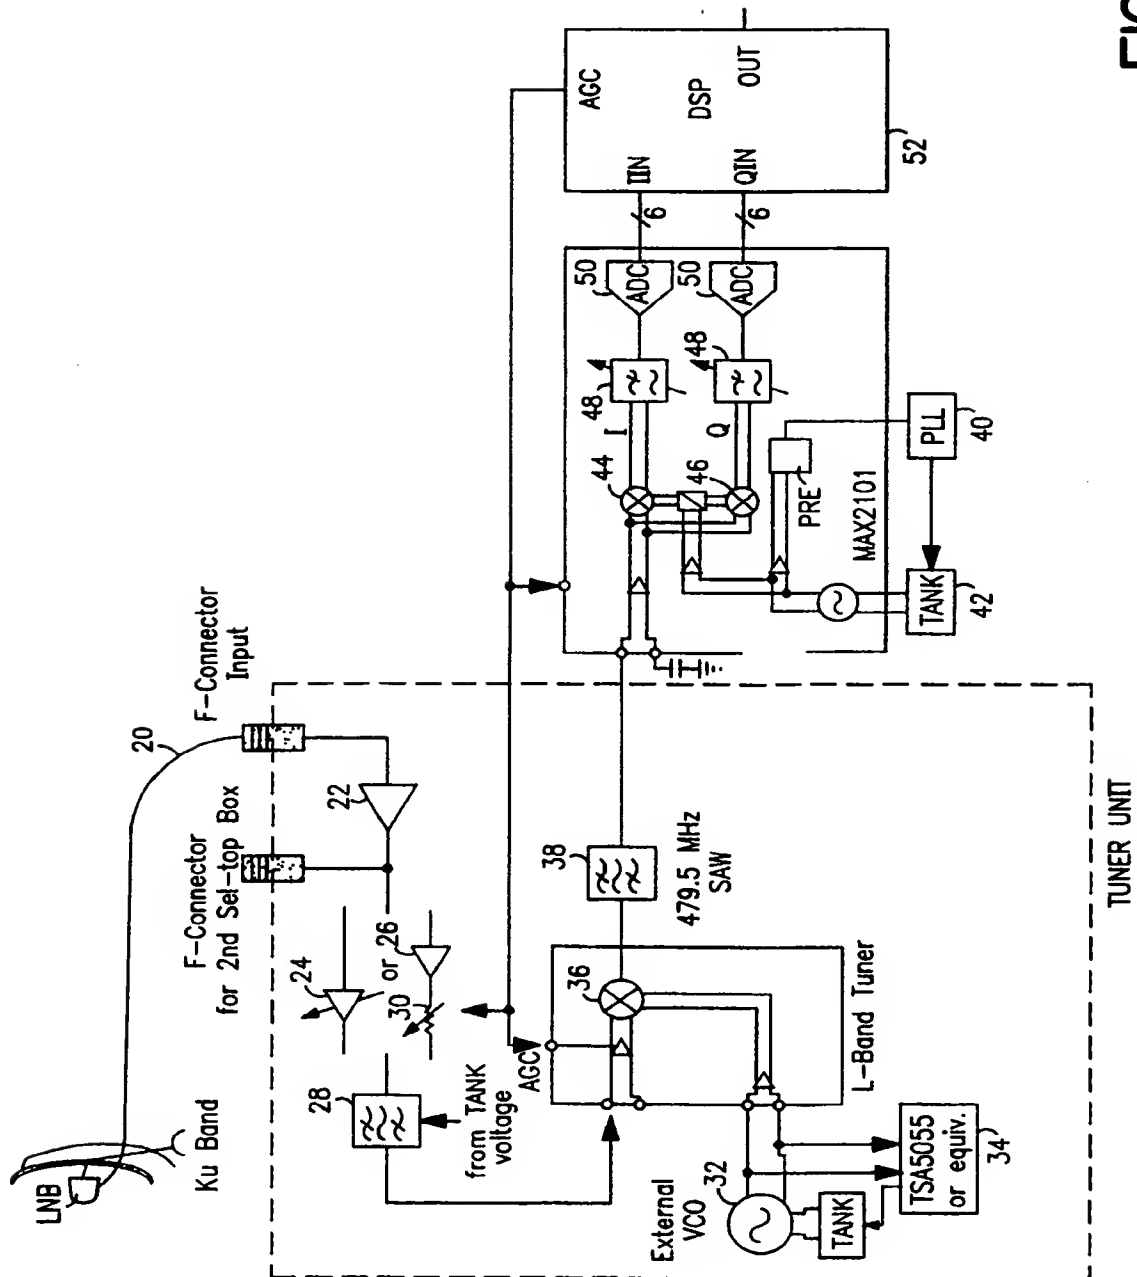 LNB
Ku Band
20
F-Connector
Input
F-Connector
for 2nd Sel-top Box
22
24
or
26
30
28
from TANK
voltage
AGC
36
38
479.5 MHz
SAW
L-Band Tuner
External
VCO
32
TANK
TSA5055
or equiv.
34
TUNER UNIT
44
46
I
Q
48
48
50
ADC
50
ADC
PRE
MAX2101
TANK
42
PLL
40
6
6
AGC
IIN
QIN
DSP
OUT
52